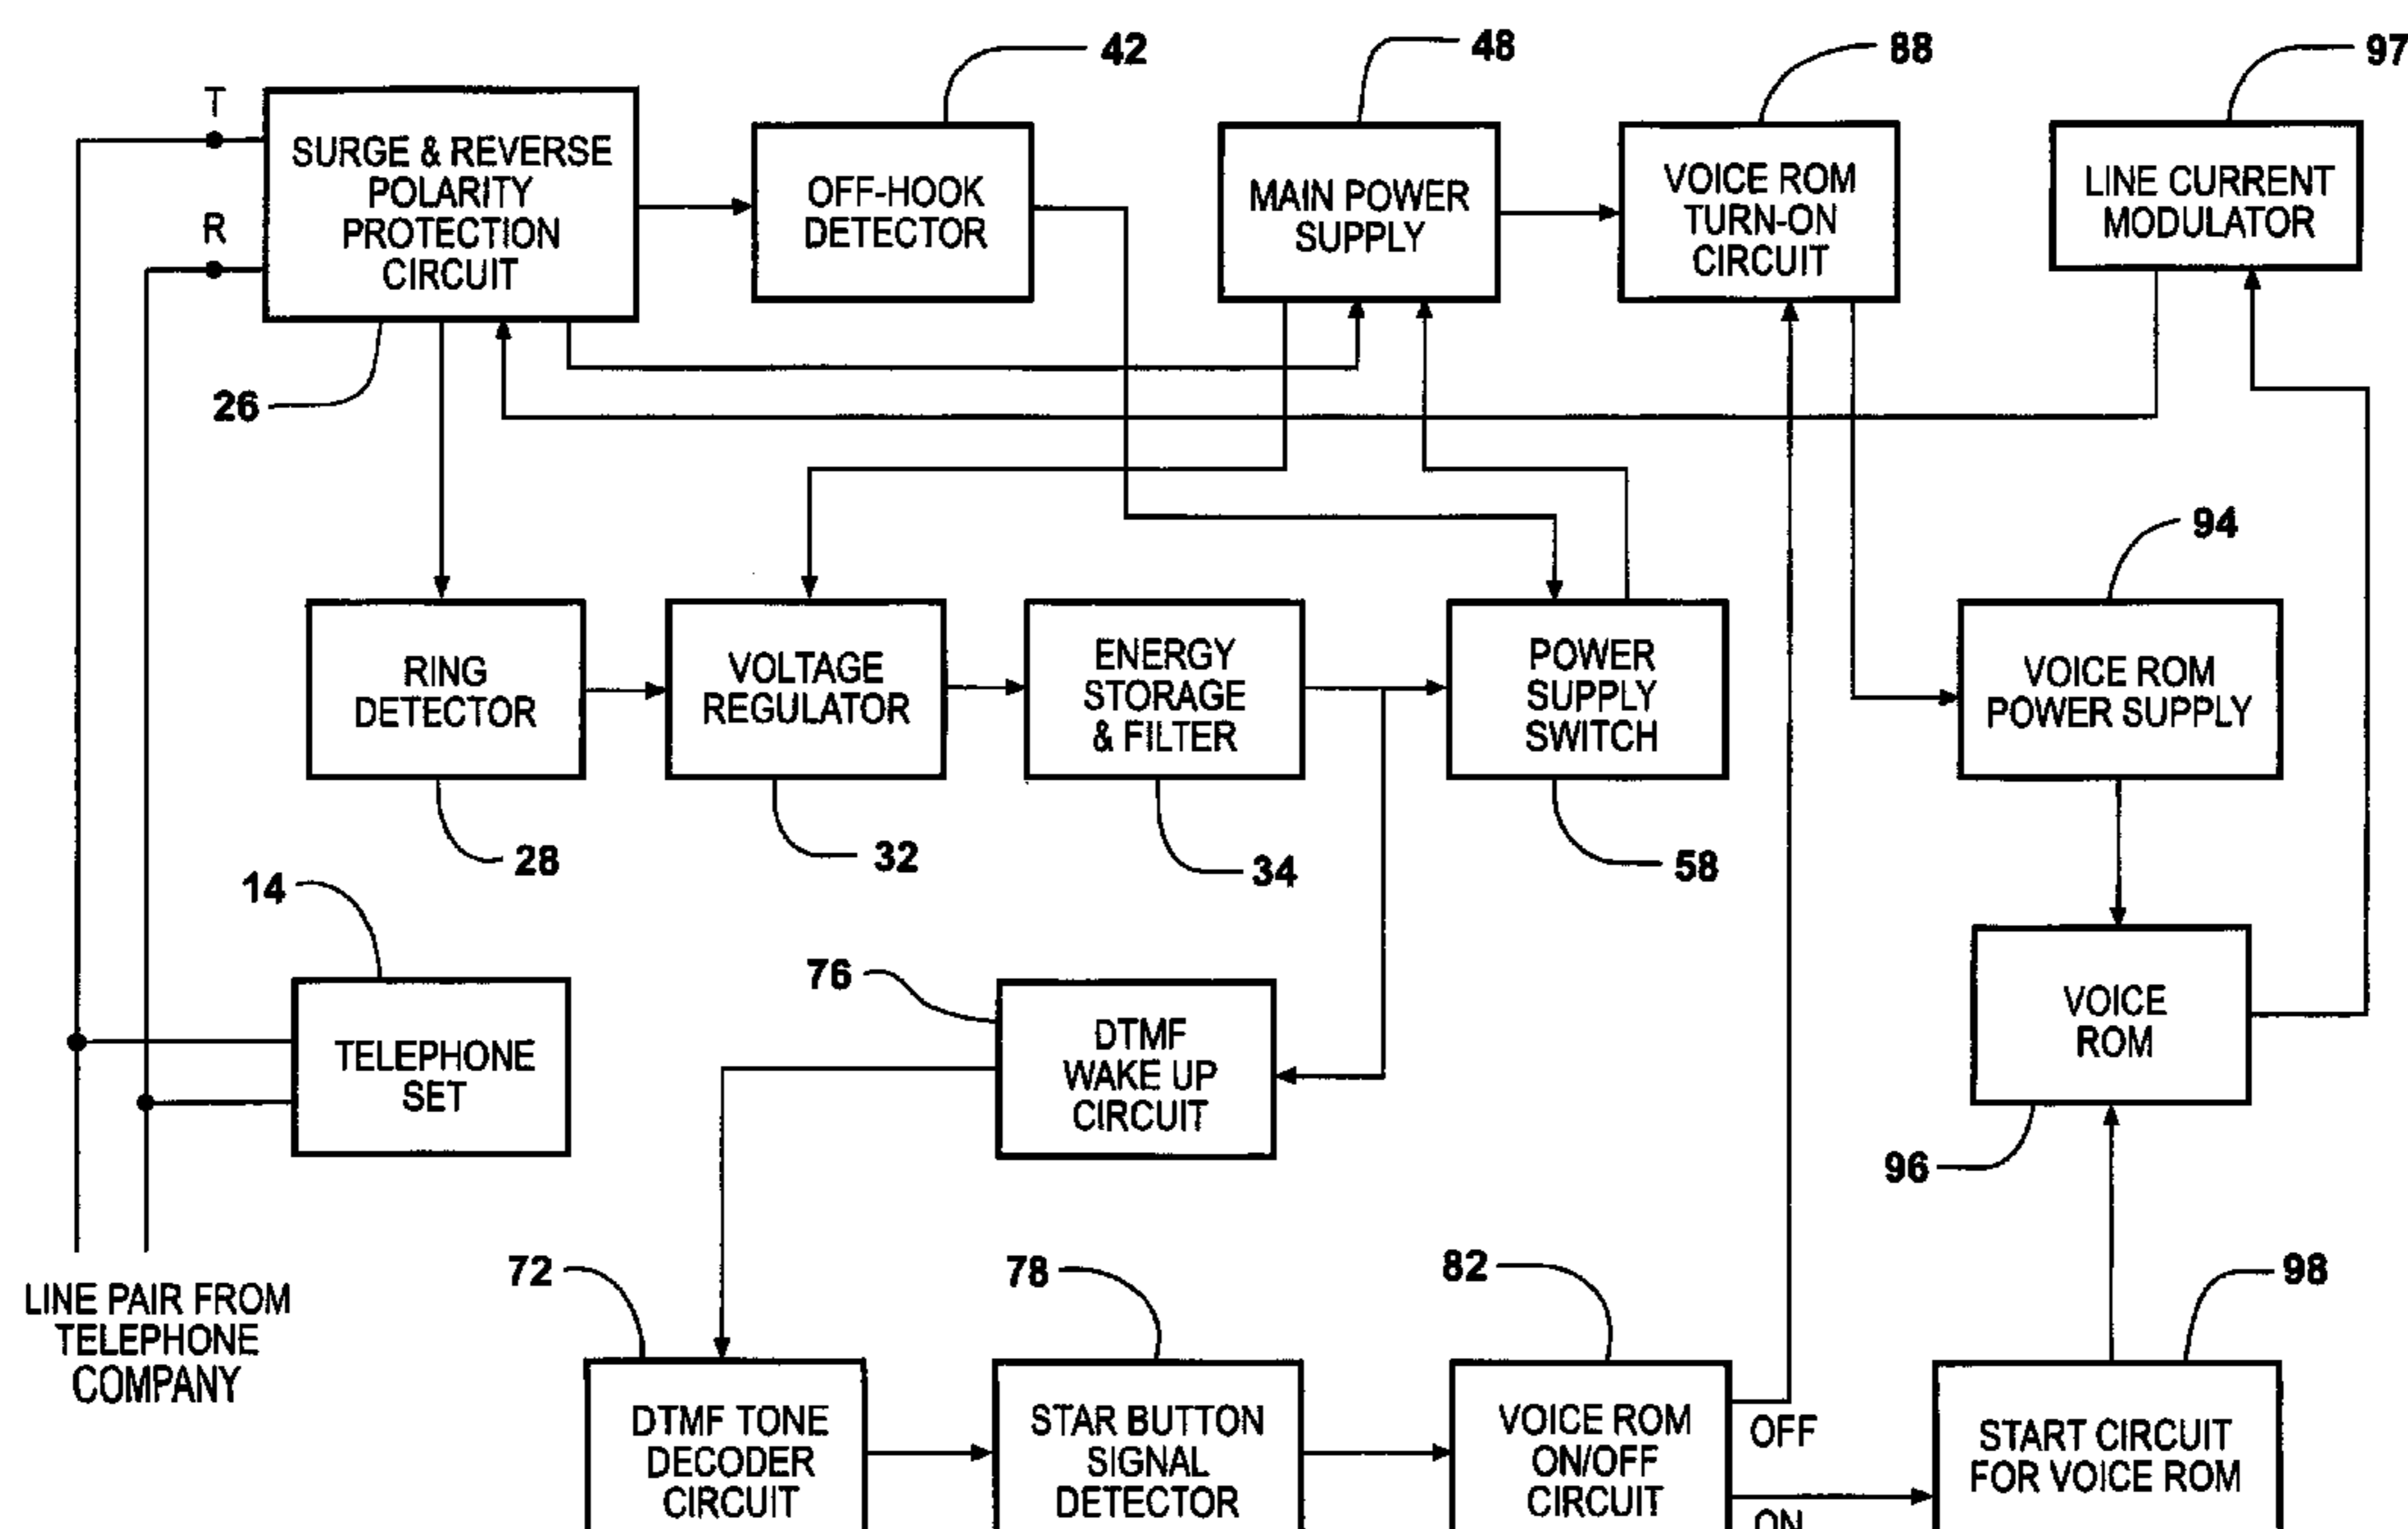 42
48
88
97
T
SURGE & REVERSE
POLARITY
PROTECTION
CIRCUIT
OFF-HOOK
DETECTOR
MAIN POWER
SUPPLY
VOICE ROM
TURN-ON
CIRCUIT
LINE CURRENT
MODULATOR
R
26
94
RING
DETECTOR
VOLTAGE
REGULATOR
ENERGY
STORAGE
& FILTER
POWER
SUPPLY
SWITCH
VOICE ROM
POWER SUPPLY
28
32
34
58
14
76
TELEPHONE
SET
DTMF
WAKE UP
CIRCUIT
VOICE
ROM
96
LINE PAIR FROM
TELEPHONE
COMPANY
72
78
82
98
DTMF TONE
DECODER
CIRCUIT
STAR BUTTON
SIGNAL
DETECTOR
VOICE ROM
ON/OFF
CIRCUIT
OFF
ON
START CIRCUIT
FOR VOICE ROM